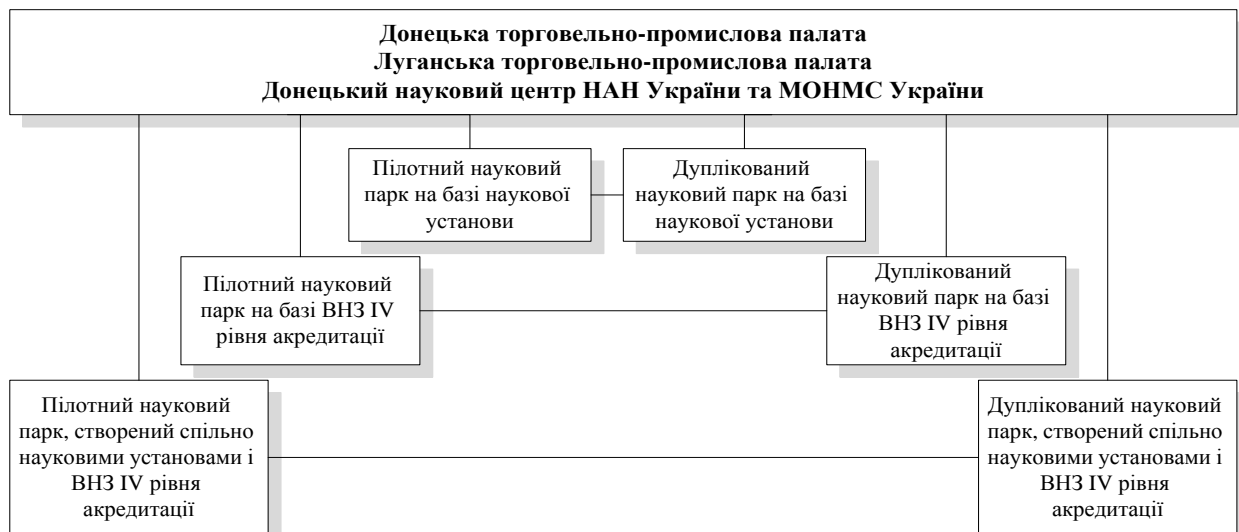 Донецька торговельно-промислова палата
Луганська торговельно-промислова палата
Донецький науковий центр НАН України та МОНМС України
Пілотний науковий
парк на базі наукової
установи
Дуплікований
науковий парк на базі
наукової установи
Пілотний науковий
парк на базі ВНЗ IV
рівня акредитації
Дуплікований
науковий парк на базі
ВНЗ IV рівня
акредитації
Пілотний науковий
парк, створений спільно
науковими установами і
ВНЗ IV рівня
акредитації
Дуплікований науковий
парк, створений спільно
науковими установами і
ВНЗ IV рівня
акредитації